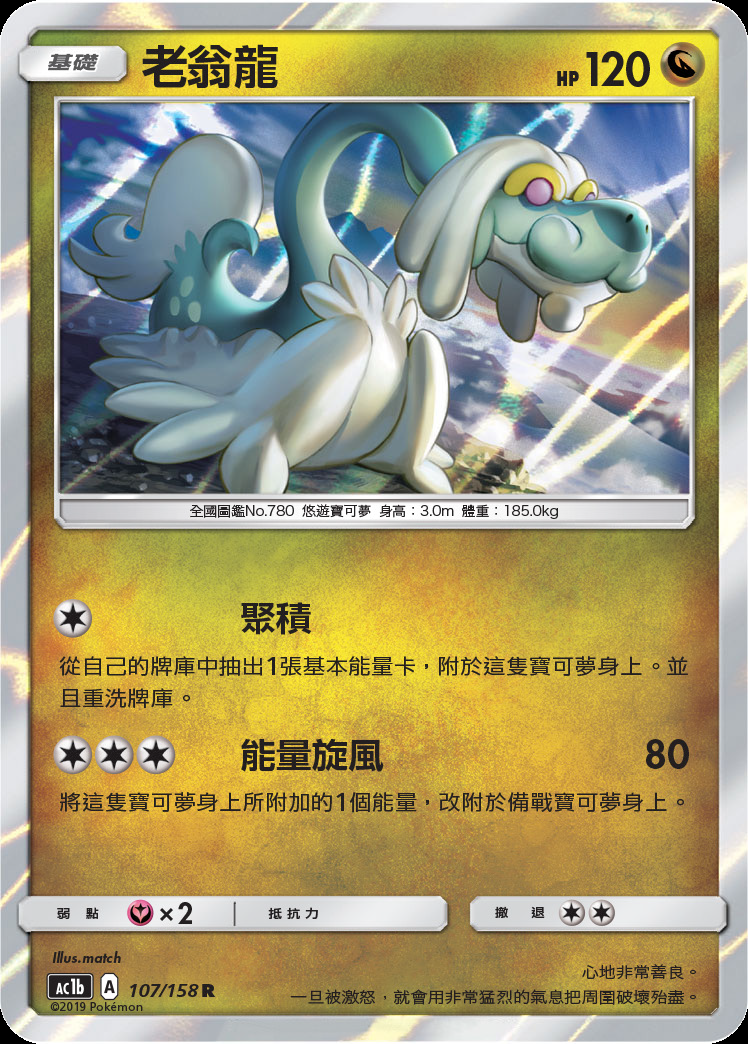 基礎 老翁龍 HP 120
全國圖鑑No.780 悠遊寶可夢 身高：3.0m 體重：185.0kg
聚積
從自己的牌庫中抽出1張基本能量卡，附於這隻寶可夢身上。並
且重洗牌庫。
能量旋風 80
將這隻寶可夢身上所附加的1個能量，改附於備戰寶可夢身上。
弱點 ×2 抵抗力 撤退
Illus.match
心地非常善良。
AC1b A 107/158 R
一旦被激怒，就會用非常猛烈的氣息把周圍破壞殆盡。
©2019 Pokémon